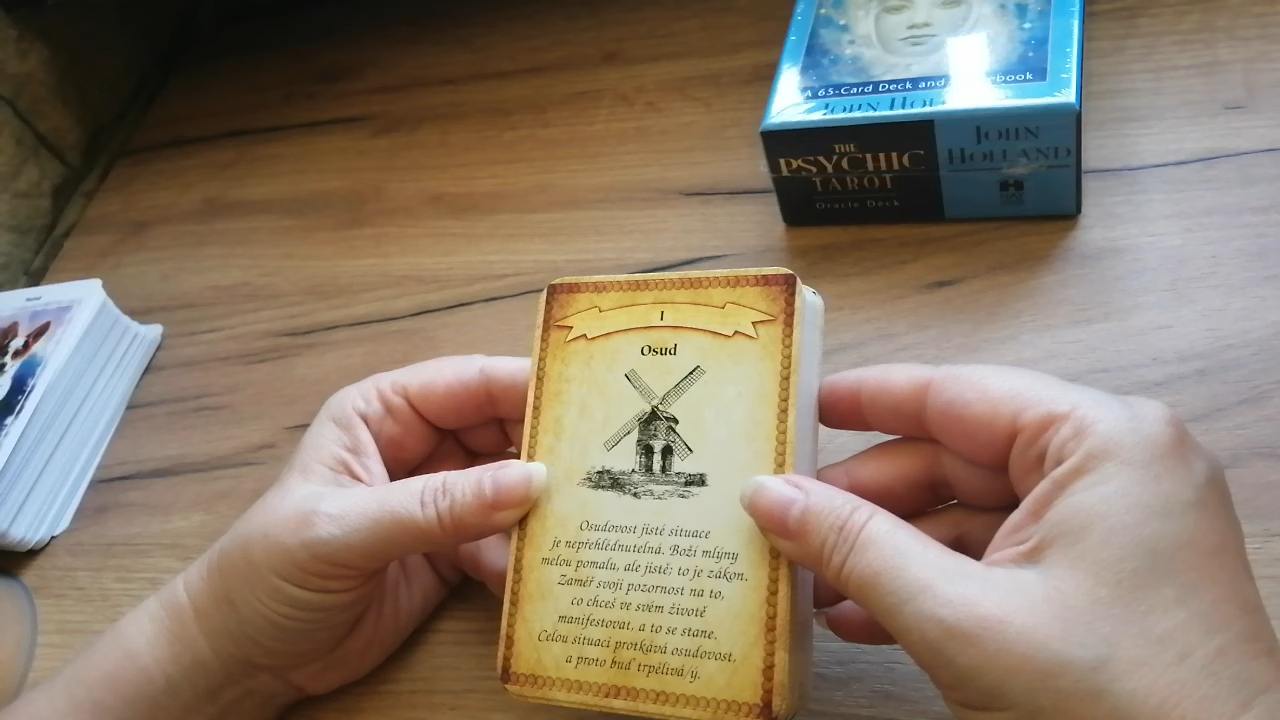 A 65-Card Deck and
JOHN
THE
PSYCHIC
TAROT
Oracle Deck
JOHN
HOLLAND
HAY
I
Osud
Osudovost jisté situace
je nepřehlédnutelná. Boží mlýny
melou pomalu, ale jistě; to je zákon.
Zaměř svoji pozornost na to,
co chceš ve svém životě
manifestovat, a to se stane.
Celou situaci protkává osudovost,
a proto buď trpělivá/ý.